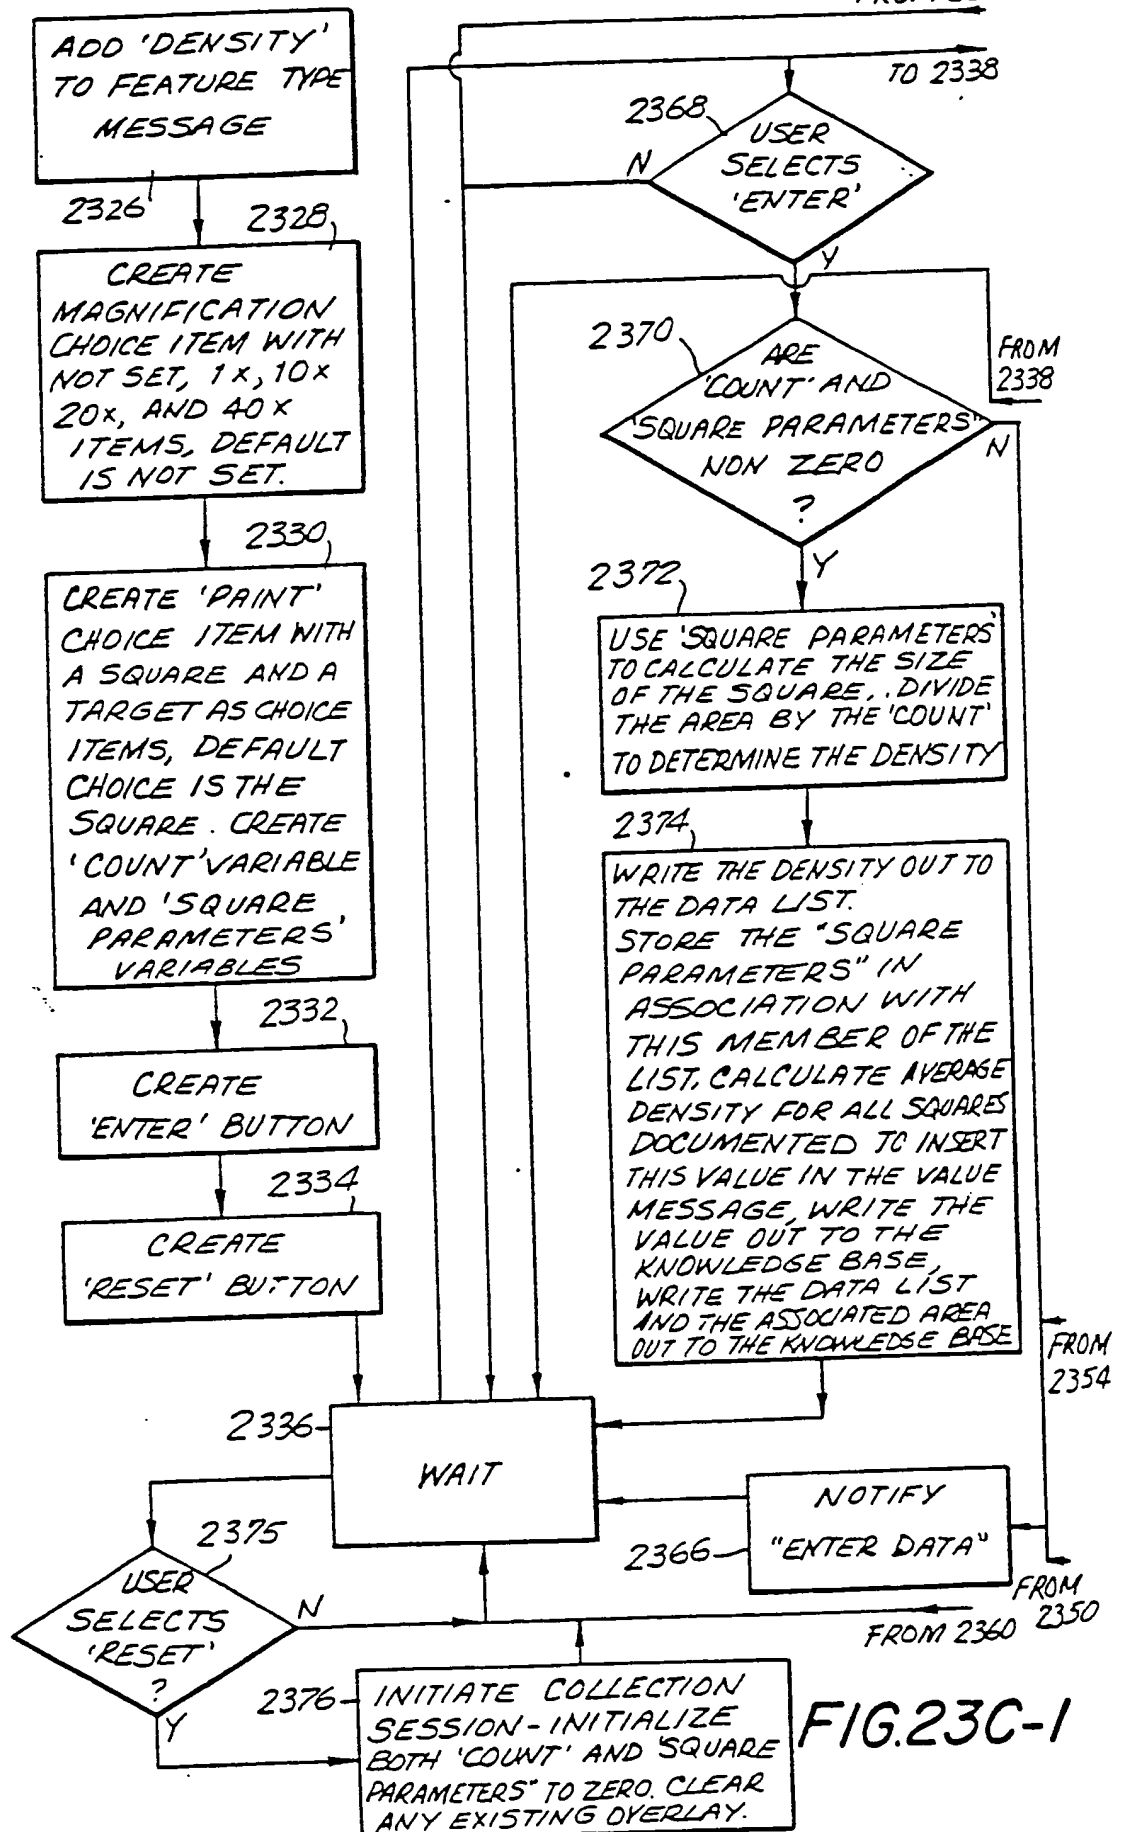 ADD 'DENSITY'
TO FEATURE TYPE
MESSAGE
2326
2328
CREATE
MAGNIFICATION
CHOICE ITEM WITH
NOT SET, 1x, 10x
20x, AND 40x
ITEMS, DEFAULT
IS NOT SET.
2330
CREATE 'PAINT'
CHOICE ITEM WITH
A SQUARE AND A
TARGET AS CHOICE
ITEMS, DEFAULT
CHOICE IS THE
SQUARE. CREATE
'COUNT' VARIABLE
AND 'SQUARE
PARAMETERS'
VARIABLES
2332
CREATE
'ENTER' BUTTON
2334
CREATE
'RESET' BUTTON
2336
WAIT
2375
USER
SELECTS
'RESET'
?
N
Y
2376
INITIATE COLLECTION
SESSION-INITIALIZE
BOTH 'COUNT' AND 'SQUARE
PARAMETERS" TO ZERO. CLEAR
ANY EXISTING OVERLAY.
TO 2338
2368
USER
SELECTS
'ENTER'
N
Y
2370
ARE
'COUNT' AND
'SQUARE PARAMETERS"
NON ZERO
?
N
Y
FROM
2338
2372
USE 'SQUARE PARAMETERS'
TO CALCULATE THE SIZE
OF THE SQUARE,. DIVIDE
THE AREA BY THE 'COUNT'
TO DETERMINE THE DENSITY
2374
WRITE THE DENSITY OUT TO
THE DATA LIST.
STORE THE "SQUARE
PARAMETERS" IN
ASSOCIATION WITH
THIS MEMBER OF THE
LIST. CALCULATE AVERAGE
DENSITY FOR ALL SQUARES
DOCUMENTED TO INSERT
THIS VALUE IN THE VALUE
MESSAGE, WRITE THE
VALUE OUT TO THE
KNOWLEDGE BASE,
WRITE THE DATA LIST
AND THE ASSOCIATED AREA
OUT TO THE KNOWLEDGE BASE
FROM
2354
NOTIFY
"ENTER DATA"
2366
FROM
2350
FROM 2360
FIG.23C-1